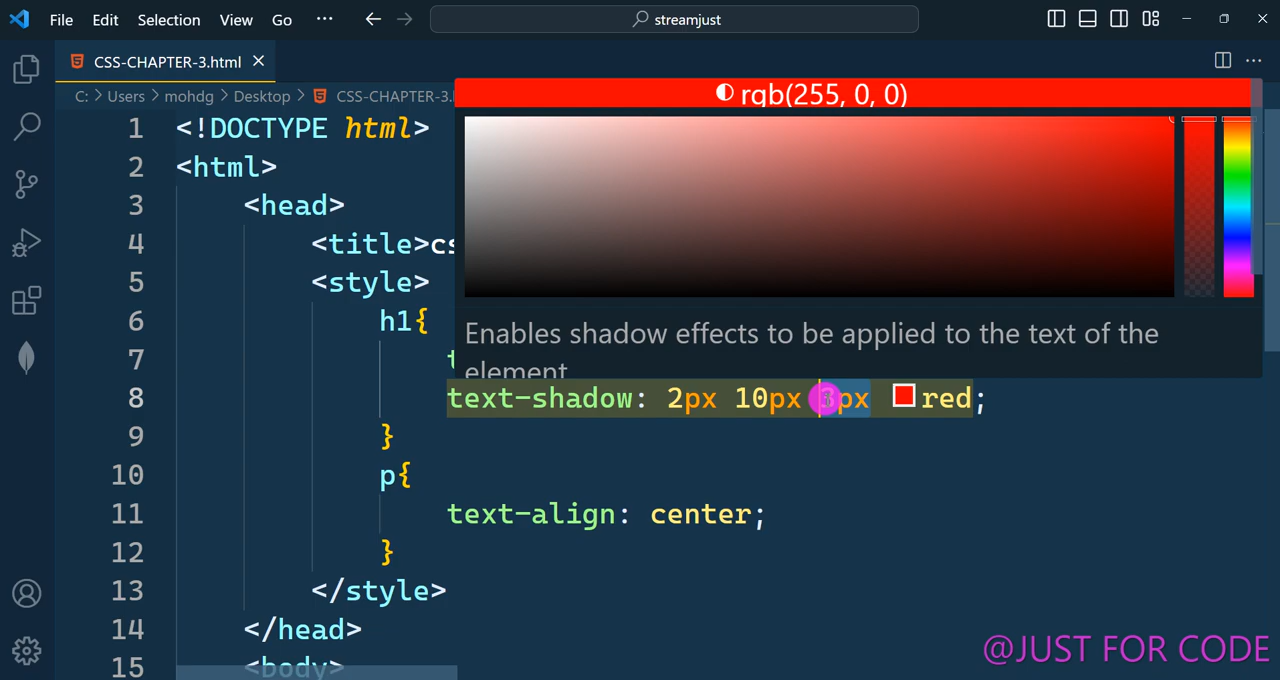 File Edit Selection View Go ··· streamjust
CSS-CHAPTER-3.html
C: > Users > mohdg > Desktop > CSS-CHAPTER-3.
rgb(255, 0, 0)
1 <!DOCTYPE html>
2 <html>
3 <head>
4 <title>cs
5 <style>
6 h1{
Enables shadow effects to be applied to the text of the
element
7 t
8 text-shadow: 2px 10px 3px red;
9 }
10 p{
11 text-align: center;
12 }
13 </style>
14 </head>
15 <body>
@JUST FOR CODE